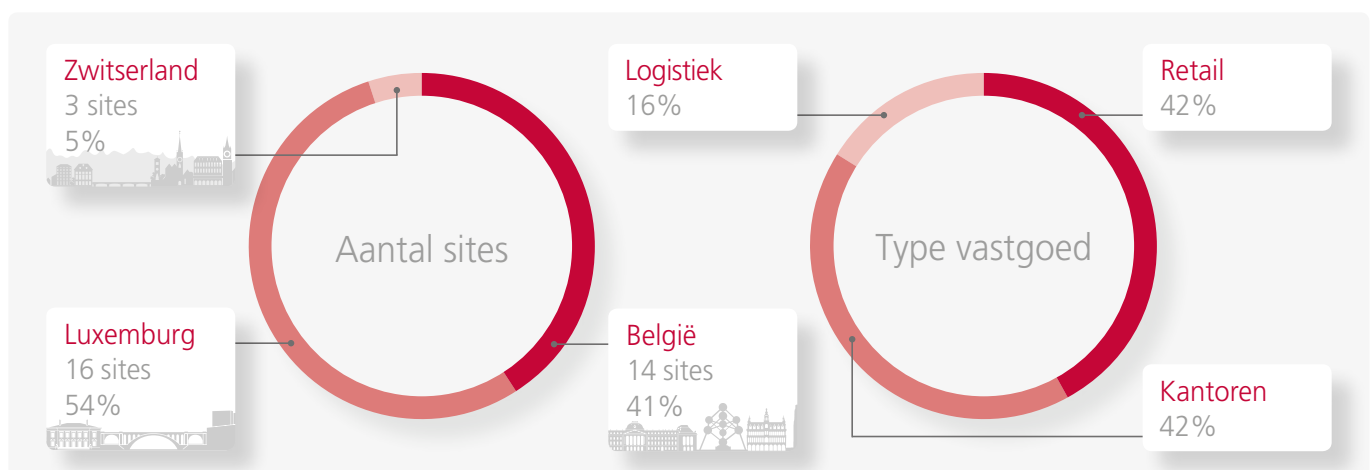 Zwitserland
3 sites
5%
Aantal sites
Luxemburg
16 sites
54%
België
14 sites
41%
Logistiek
16%
Retail
42%
Type vastgoed
Kantoren
42%